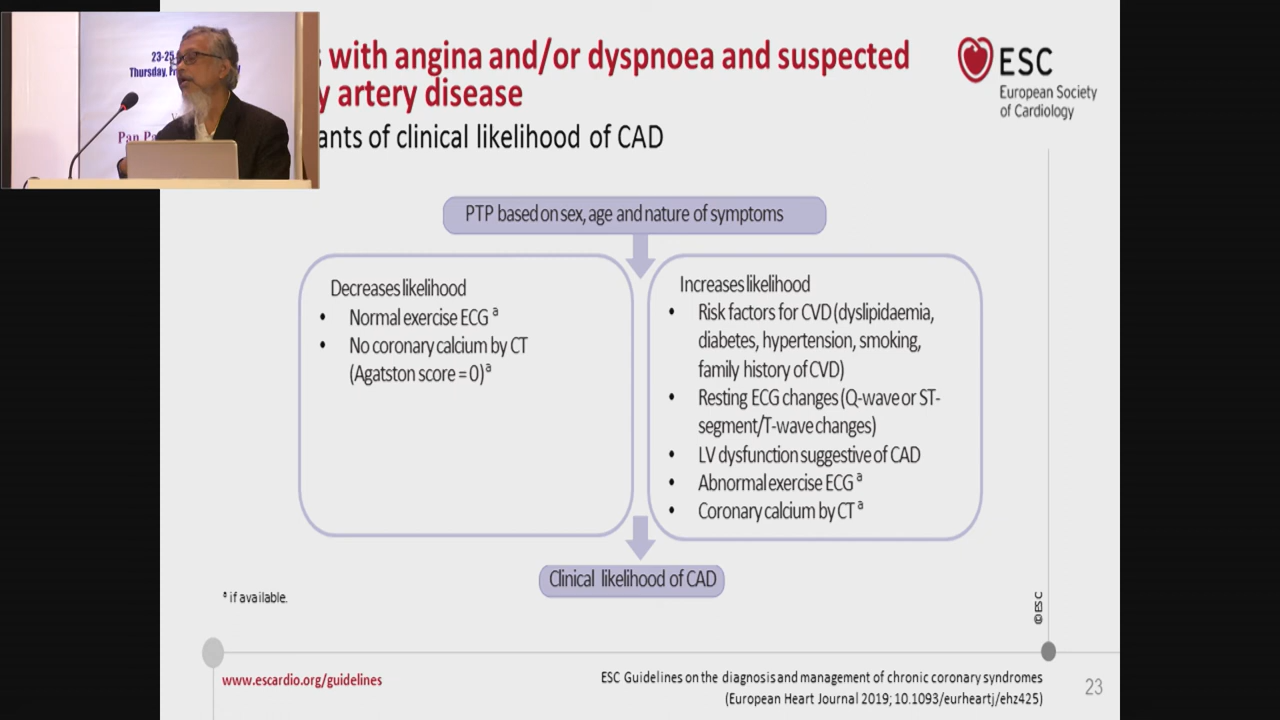 23-25
Thursday, Fr
Pan Pa
s with angina and/or dyspnoea and suspected
y artery disease
ants of clinical likelihood of CAD
ESC
European Society
of Cardiology
PTP based on sex, age and nature of symptoms
Decreases likelihood
• Normal exercise ECG a
• No coronary calcium by CT
(Agatston score = 0)a
Increases likelihood
• Risk factors for CVD (dyslipidaemia,
diabetes, hypertension, smoking,
family history of CVD)
• Resting ECG changes (Q-wave or ST-
segment/T-wave changes)
• LV dysfunction suggestive of CAD
• Abnormal exercise ECG a
• Coronary calcium by CT a
Clinical likelihood of CAD
a if available.
©ESC
www.escardio.org/guidelines
ESC Guidelines on the diagnosis and management of chronic coronary syndromes
(European Heart Journal 2019; 10.1093/eurheartj/ehz425)
23